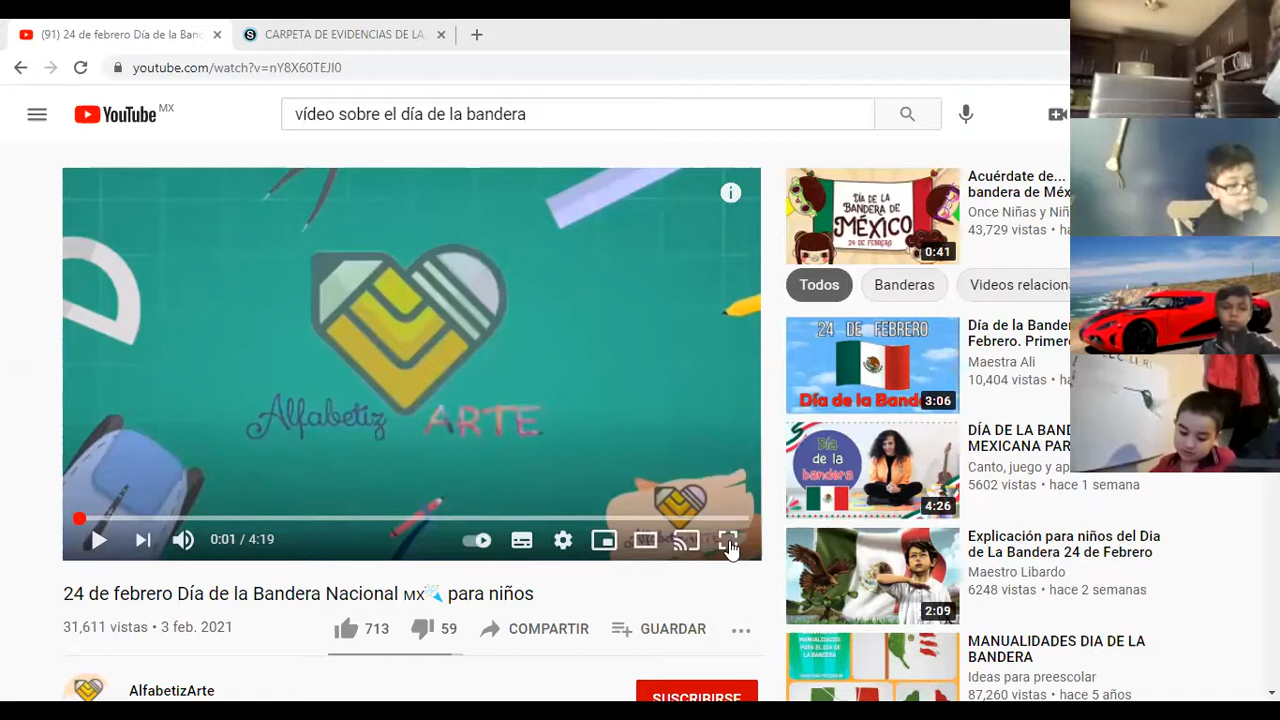 (91) 24 de febrero Día de la Band
CARPETA DE EVIDENCIAS DE LA
youtube.com/watch?v=nY8X60TEJI0
YouTube MX
vídeo sobre el día de la bandera
Alfabetiz ARTE
0:01 / 4:19
24 de febrero Día de la Bandera Nacional MX para niños
31,611 vistas • 3 feb. 2021
713
59
COMPARTIR
GUARDAR
AlfabetizArte
SUSCRIBIRSE
DÍA DE LA
BANDERA DE
MÉXICO
24 DE FEBRERO
0:41
Acuérdate de...
bandera de Méx
Once Niñas y Niñ
43,729 vistas • ha
Todos
Banderas
Videos relacion
24 DE FEBRERO
Día de la Band
3:06
Día de la Bander
Febrero. Primer
Maestra Ali
10,404 vistas • ha
Día
de la
bandera
4:26
DÍA DE LA BAND
MEXICANA PAR
Canto, juego y ap
5602 vistas • hace 1 semana
2:09
Explicación para niños del Dia
de La Bandera 24 de Febrero
Maestro Libardo
6248 vistas • hace 2 semanas
MANUALIDADES
DÍA DE
LA BANDERA
MANUALIDADES DIA DE LA
BANDERA
Ideas para preescolar
87,260 vistas • hace 5 años